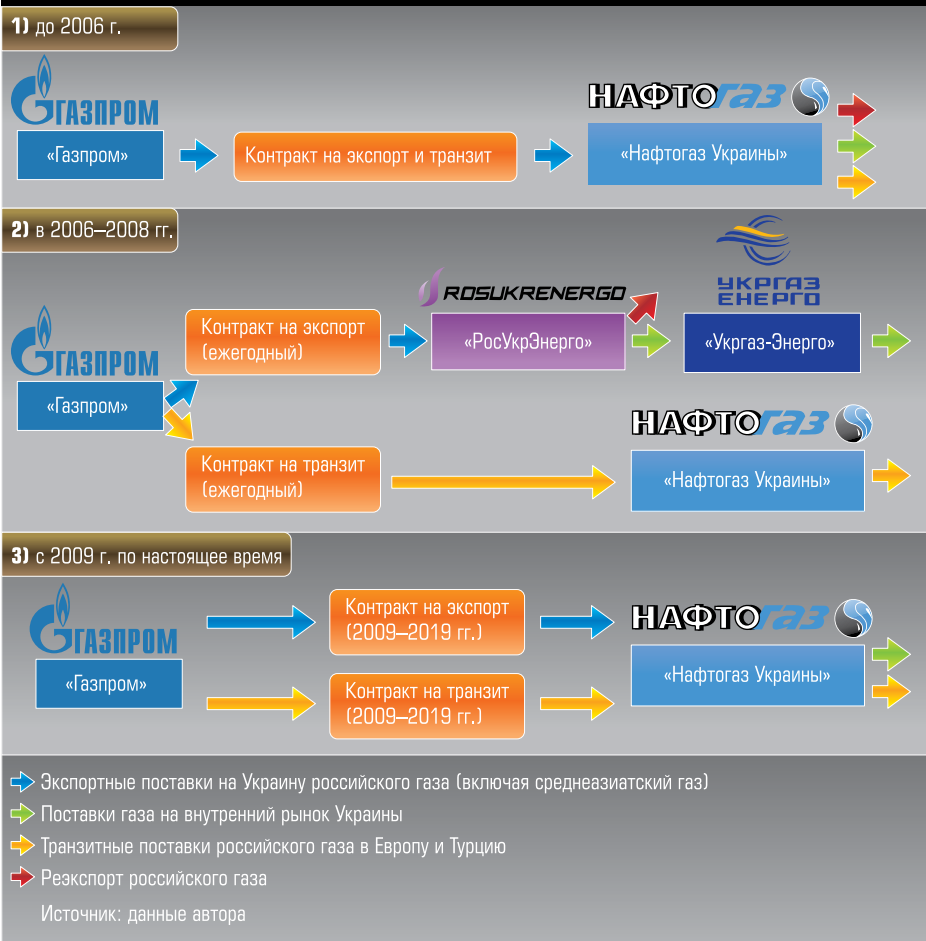 1) до 2006 г.
ГАЗПРОМ
«Газпром»
Контракт на экспорт и транзит
НАФТОГАЗ
«Нафтогаз Украины»
2) в 2006–2008 гг.
ГАЗПРОМ
«Газпром»
Контракт на экспорт
(ежегодный)
ROSUKRENERGO
«РосУкрЭнерго»
УКРГАЗ
ЕНЕРГО
«Укргаз-Энерго»
Контракт на транзит
(ежегодный)
НАФТОГАЗ
«Нафтогаз Украины»
3) с 2009 г. по настоящее время
ГАЗПРОМ
«Газпром»
Контракт на экспорт
(2009–2019 гг.)
Контракт на транзит
(2009–2019 гг.)
НАФТОГАЗ
«Нафтогаз Украины»
Экспортные поставки на Украину российского газа (включая среднеазиатский газ)
Поставки газа на внутренний рынок Украины
Транзитные поставки российского газа в Европу и Турцию
Реэкспорт российского газа
Источник: данные автора